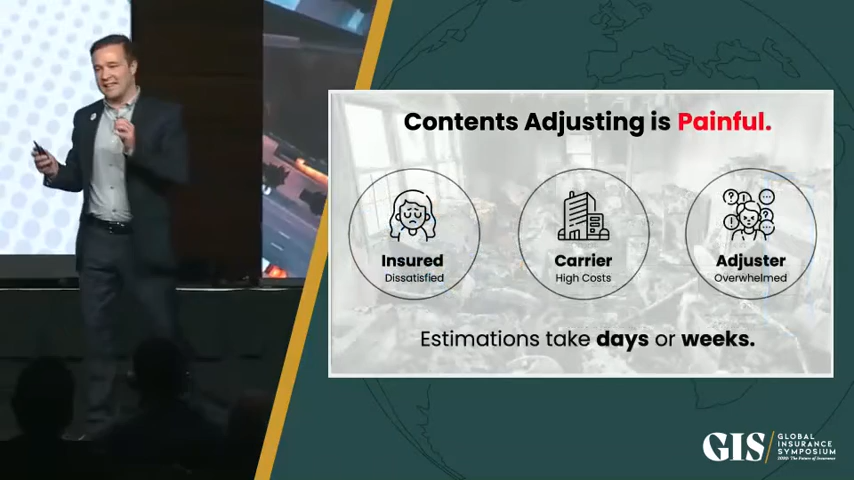 Contents Adjusting is Painful.
Insured
Dissatisfied
Carrier
High Costs
Adjuster
Overwhelmed
Estimations take days or weeks.
GIS
GLOBAL
INSURANCE
SYMPOSIUM